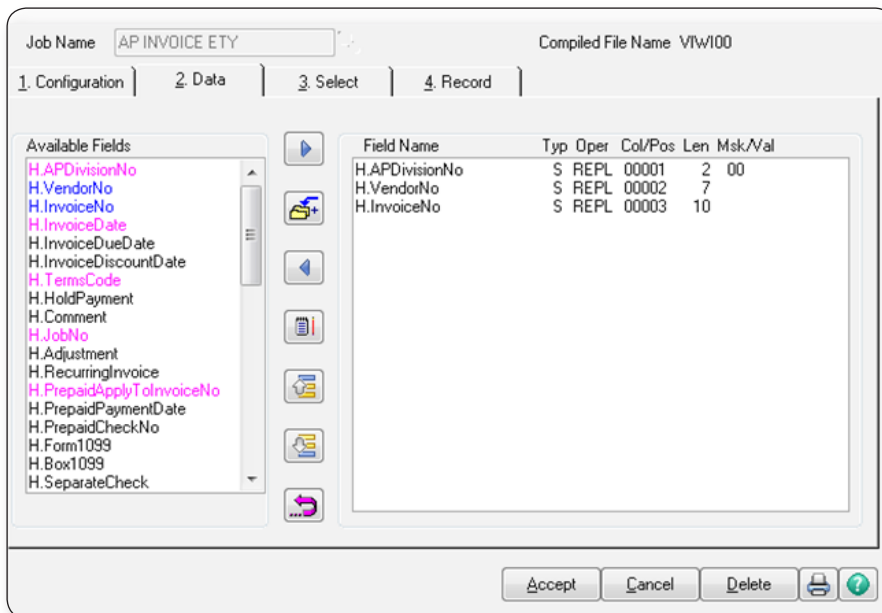 Job Name AP INVOICE ETY Compiled File Name VIWI00
1. Configuration 2. Data 3. Select 4. Record
Available Fields
H.APDivisionNo
H.VendorNo
H.InvoiceNo
H.InvoiceDate
H.InvoiceDueDate
H.InvoiceDiscountDate
H.TermsCode
H.HoldPayment
H.Comment
H.JobNo
H.Adjustment
H.RecurringInvoice
H.PrepaidApplyToInvoiceNo
H.PrepaidPaymentDate
H.PrepaidCheckNo
H.Form1099
H.Box1099
H.SeparateCheck
Field Name Typ Oper Col/Pos Len Msk/Val
H.APDivisionNo S REPL 00001 2 00
H.VendorNo S REPL 00002 7
H.InvoiceNo S REPL 00003 10
Accept Cancel Delete